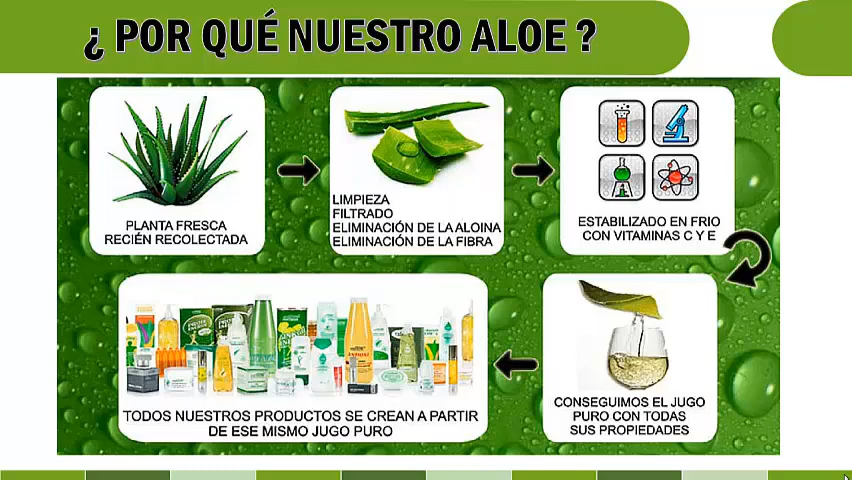 ¿ POR QUÉ NUESTRO ALOE ?
PLANTA FRESCA
RECIÉN RECOLECTADA
LIMPIEZA
FILTRADO
ELIMINACIÓN DE LA ALOINA
ELIMINACIÓN DE LA FIBRA
ESTABILIZADO EN FRIO
CON VITAMINAS C Y E
CONSEGUIMOS EL JUGO
PURO CON TODAS
SUS PROPIEDADES
TODOS NUESTROS PRODUCTOS SE CREAN A PARTIR
DE ESE MISMO JUGO PURO